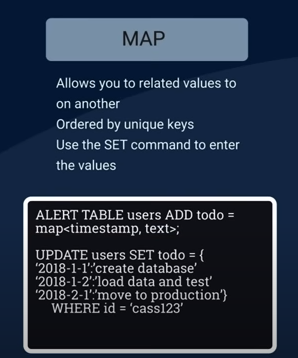 MAP
Allows you to related values to
on another
Ordered by unique keys
Use the SET command to enter
the values
ALERT TABLE users ADD todo =
map<timestamp, text>;
UPDATE users SET todo = {
‘2018-1-1’:’create database’
‘2018-1-2’:’load data and test’
‘2018-2-1’:’move to production’}
WHERE id = ‘cass123’